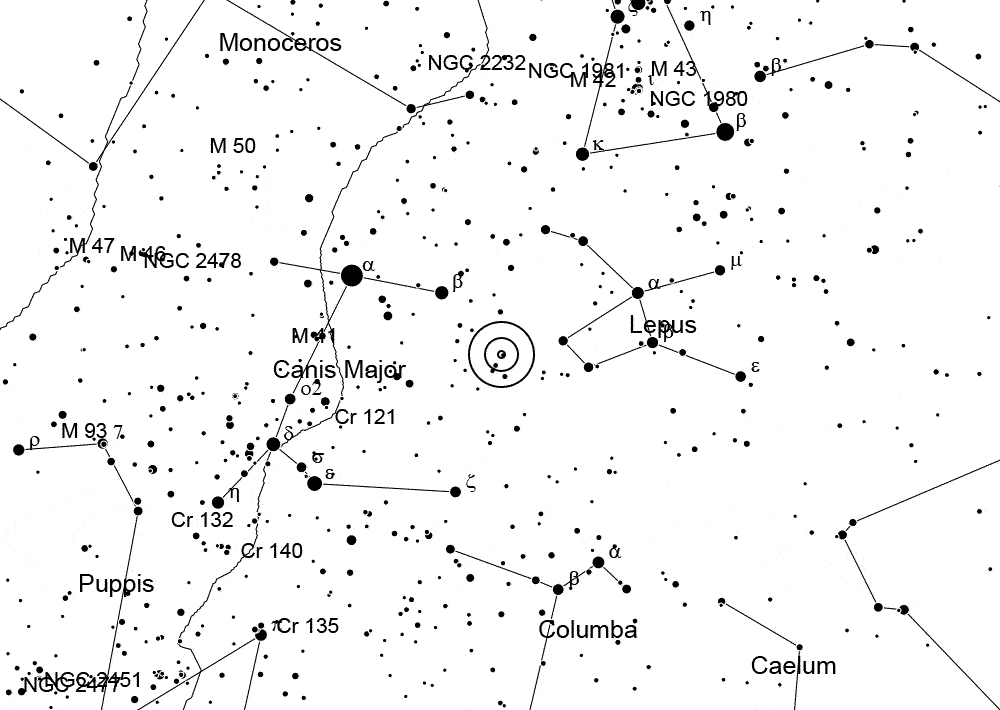 ζ
η
Monoceros
NGC 2232
NGC 1981
M 42
ι
M 43
β
NGC 1980
β
κ
M 50
M 47
M 46
NGC 2478
α
β
μ
α
Lepus
β
M 41
Canis Major
ε
ο2
Cr 121
ρ
M 93
δ
ε
ζ
η
Cr 132
Cr 140
α
β
Puppis
π
Cr 135
Columba
Caelum
NGC 2451
NGC 2477